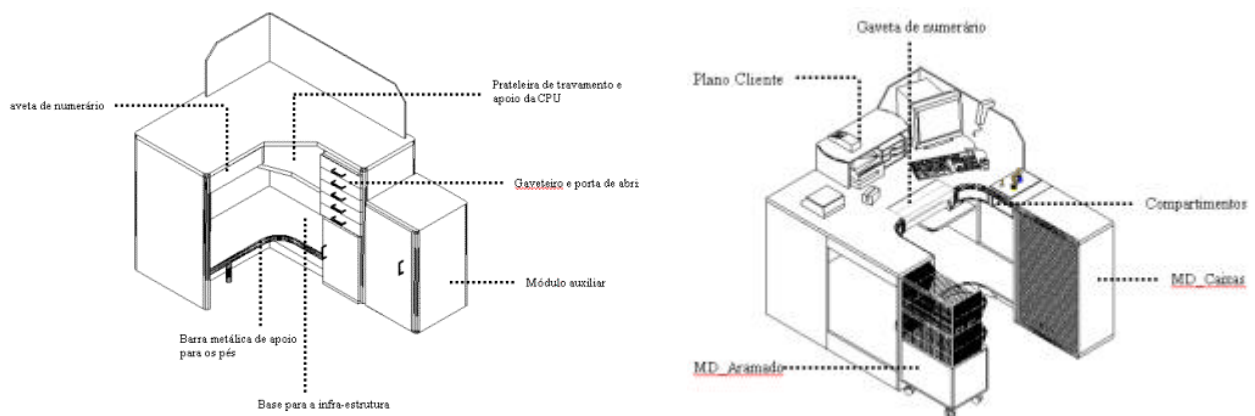 Prateleira de travamento e
apoio da CPU
aveta de numerário
Gaveteiro e porta de abri
Módulo auxiliar
Barra metálica de apoio
para os pés
Base para a infra-estrutura
Gaveta de numerário
Plano Cliente
Compartimentos
MD_Caixas
MD_Aramado